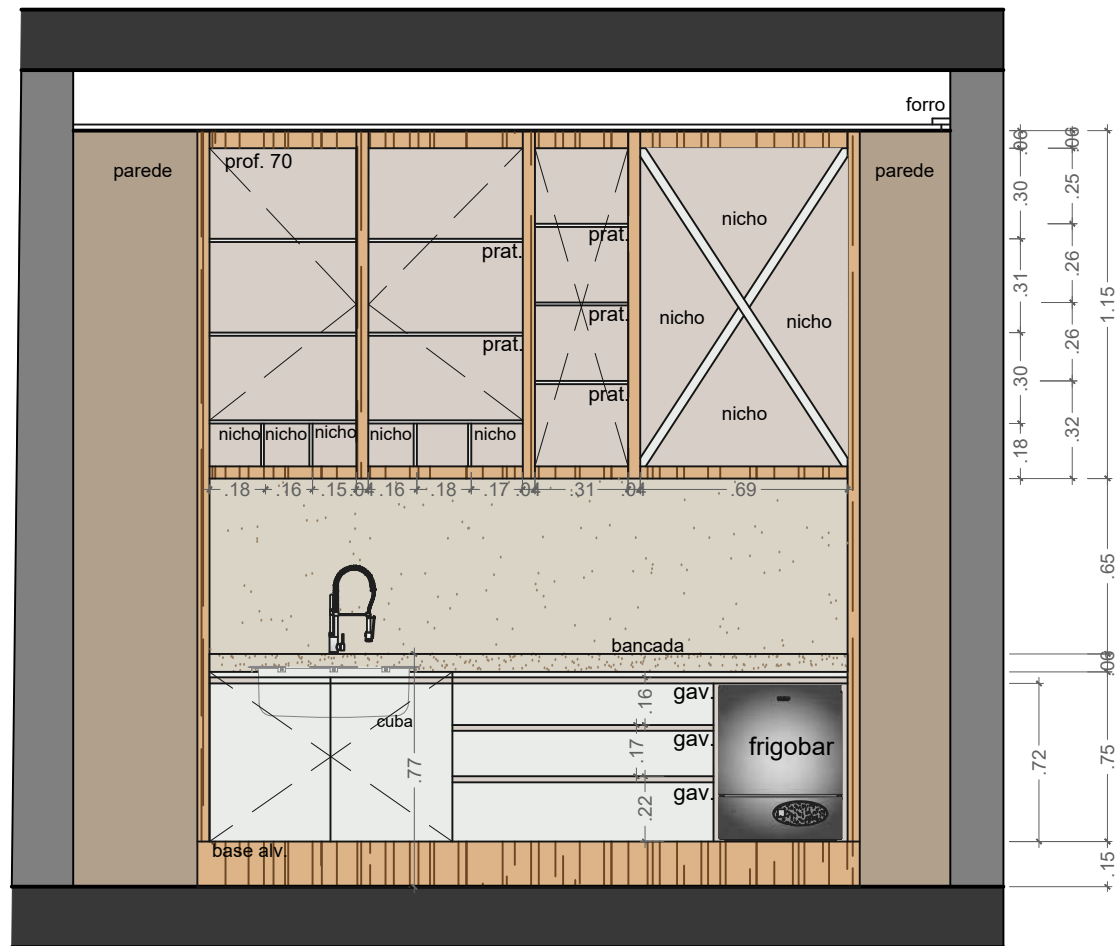 forro
parede
prof. 70
parede
nicho
prat.
prat.
nicho
nicho
prat.
prat.
prat.
nicho
nicho
nicho
nicho
nicho
nicho
.18
.16
.15
.04
.16
.18
.17
.04
.31
.04
.69
bancada
cuba
gav.
gav.
gav.
frigobar
base alv.
.77
.16
.17
.22
.72
.06
.30
.31
.30
.18
.06
.25
.26
.26
.32
1.15
.65
.06
.75
.15